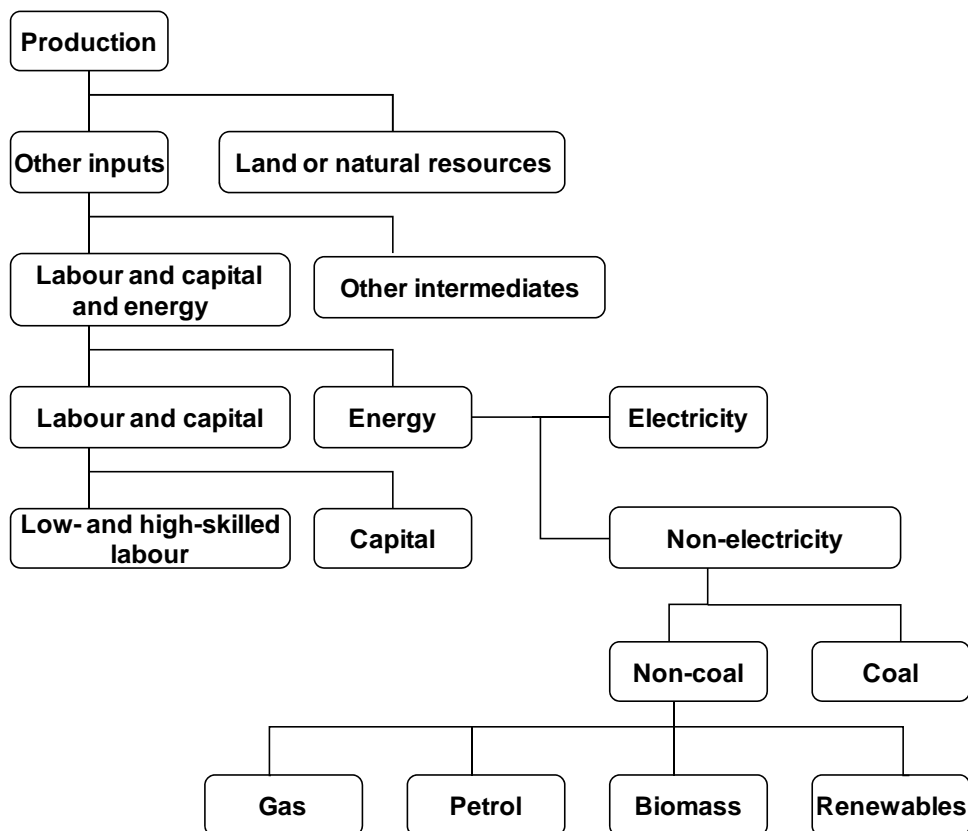 Production
Other inputs
Land or natural resources
Labour and capital
and energy
Other intermediates
Labour and capital
Energy
Electricity
Low- and high-skilled
labour
Capital
Non-electricity
Non-coal
Coal
Gas
Petrol
Biomass
Renewables